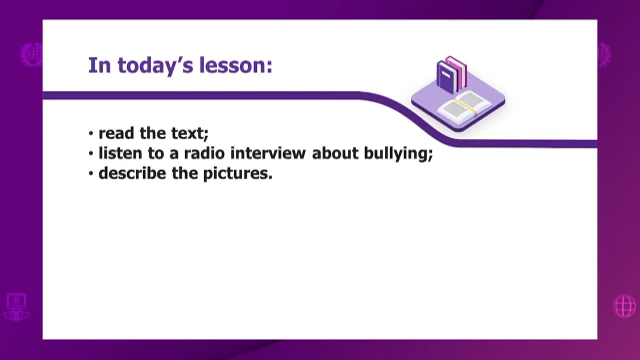 In today’s lesson:
• read the text;
• listen to a radio interview about bullying;
• describe the pictures.